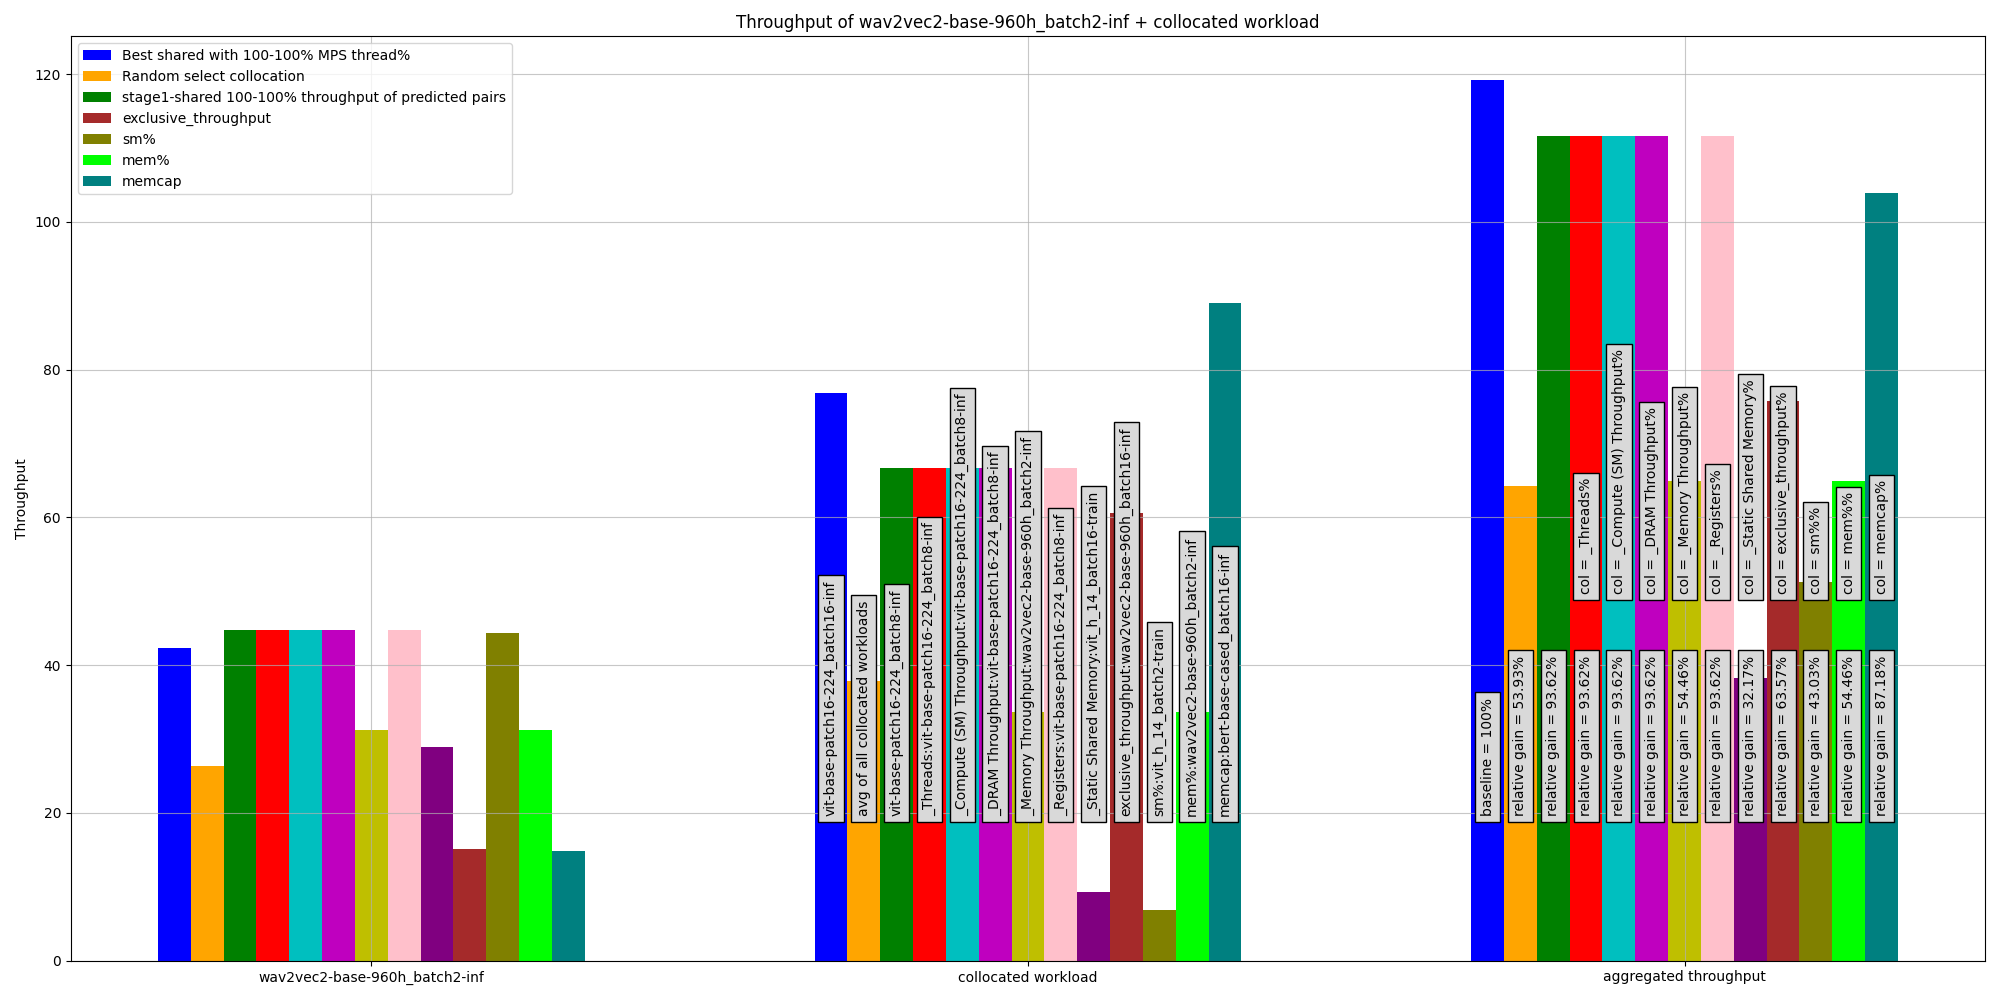 Throughput of wav2vec2-base-960h_batch2-inf + collocated workload
Best shared with 100-100% MPS thread%
Random select collocation
stage1-shared 100-100% throughput of predicted pairs
exclusive_throughput
sm%
mem%
memcap
Throughput
120
100
80
60
40
20
0
vit-base-patch16-224_batch16-inf
avg of all collocated workloads
vit-base-patch16-224_batch8-inf
_Threads:vit-base-patch16-224_batch8-inf
_Compute (SM) Throughput:vit-base-patch16-224_batch8-inf
_DRAM Throughput:vit-base-patch16-224_batch8-inf
_Memory Throughput:wav2vec2-base-960h_batch2-inf
_Registers:vit-base-patch16-224_batch8-inf
_Static Shared Memory:vit_h_14_batch16-train
exclusive_throughput:wav2vec2-base-960h_batch16-inf
sm%:vit_h_14_batch2-train
mem%:wav2vec2-base-960h_batch2-inf
memcap:bert-base-cased_batch16-inf
col = _Threads%
col = _Compute (SM) Throughput%
col = _DRAM Throughput%
col = _Memory Throughput%
col = _Registers%
col = _Static Shared Memory%
col = exclusive_throughput%
col = sm%%
col = mem%%
col = memcap%
baseline = 100%
relative gain = 53.93%
relative gain = 93.62%
relative gain = 93.62%
relative gain = 93.62%
relative gain = 93.62%
relative gain = 54.46%
relative gain = 93.62%
relative gain = 32.17%
relative gain = 63.57%
relative gain = 43.03%
relative gain = 54.46%
relative gain = 87.18%
wav2vec2-base-960h_batch2-inf
collocated workload
aggregated throughput